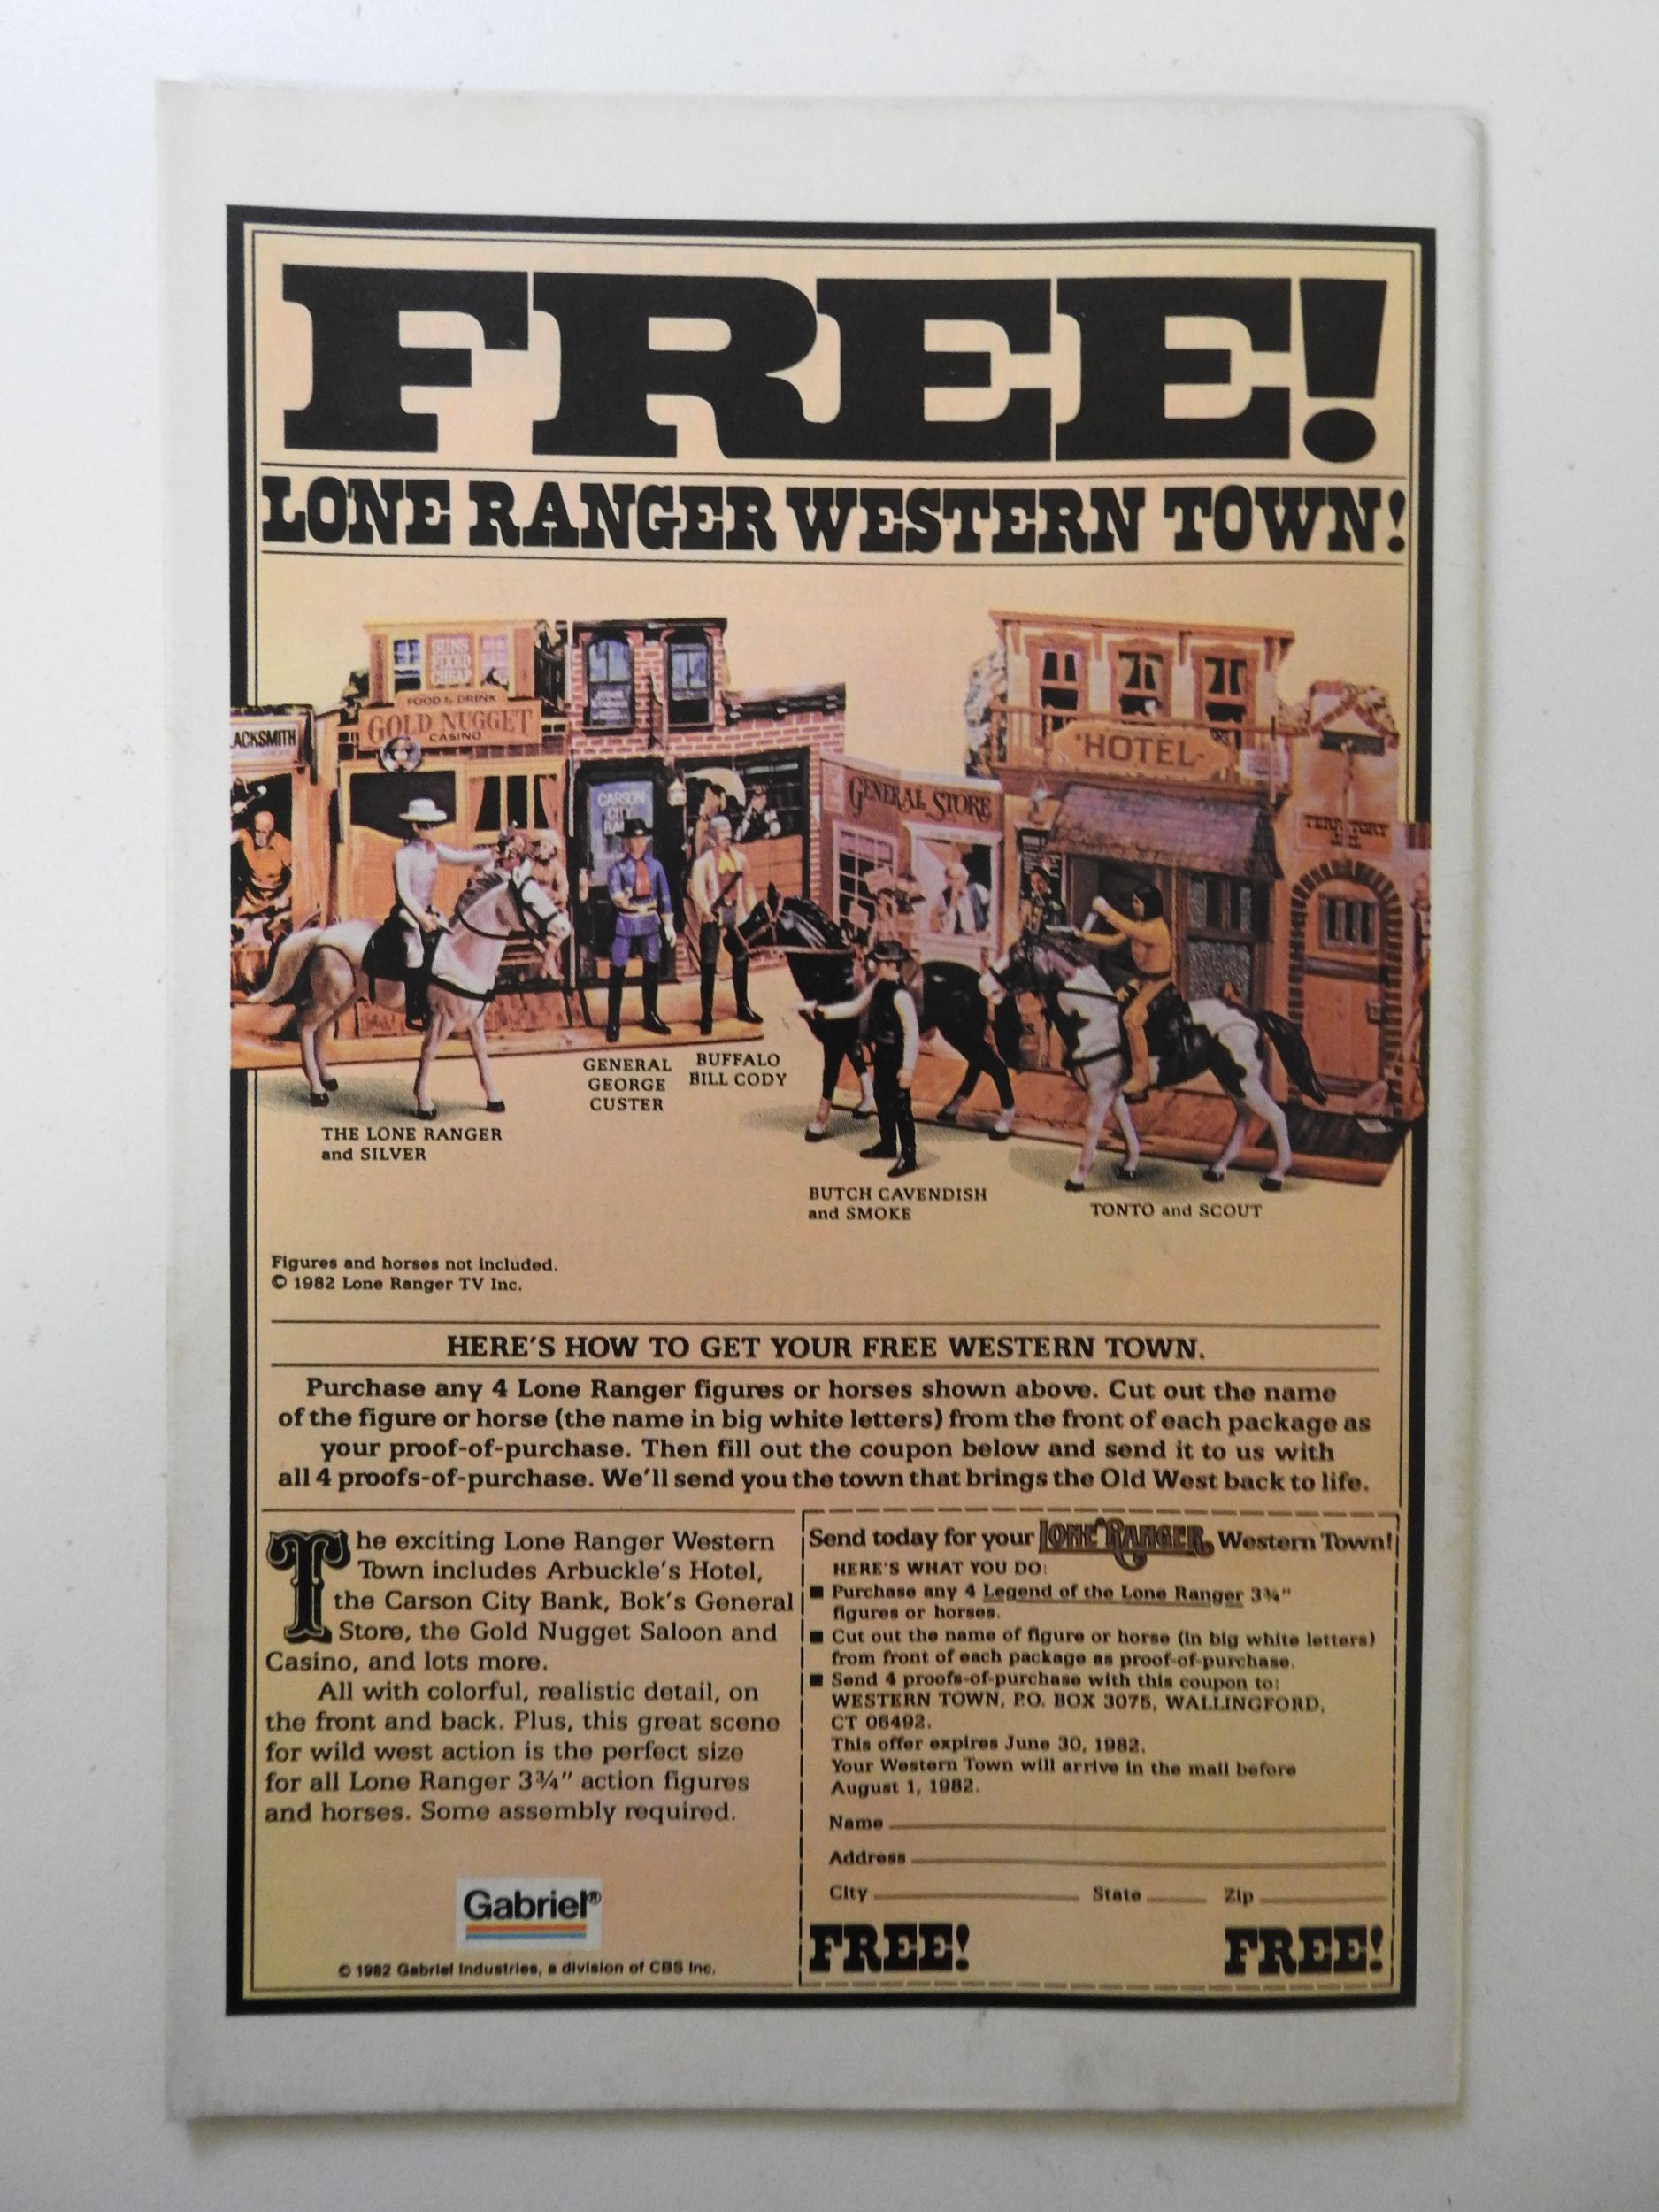 FREE!
LONE RANGER WESTERN TOWN!
GUNS
FIXED
CHEAP
FOOD & DRINK
GOLD NUGGET
CASINO
ACKSMITH
CARSON
CITY
GENERAL STORE
HOTEL
THE LONE RANGER
and SILVER
GENERAL
GEORGE
CUSTER
BUFFALO
BILL CODY
BUTCH CAVENDISH
and SMOKE
TONTO and SCOUT
Figures and horses not included.
© 1982 Lone Ranger TV Inc.
HERE'S HOW TO GET YOUR FREE WESTERN TOWN.
Purchase any 4 Lone Ranger figures or horses shown above. Cut out the name
of the figure or horse (the name in big white letters) from the front of each package as
your proof-of-purchase. Then fill out the coupon below and send it to us with
all 4 proofs-of-purchase. We'll send you the town that brings the Old West back to life.
The exciting Lone Ranger Western
Town includes Arbuckle's Hotel,
the Carson City Bank, Bok's General
Store, the Gold Nugget Saloon and
Casino, and lots more.
All with colorful, realistic detail, on
the front and back. Plus, this great scene
for wild west action is the perfect size
for all Lone Ranger 3¾" action figures
and horses. Some assembly required.
Gabriel®
© 1982 Gabriel Industries, a division of CBS Inc.
Send today for your LONE RANGER Western Town!
HERE'S WHAT YOU DO:
■ Purchase any 4 Legend of the Lone Ranger 3¾"
figures or horses.
■ Cut out the name of figure or horse (in big white letters)
from front of each package as proof-of-purchase.
■ Send 4 proofs-of-purchase with this coupon to:
WESTERN TOWN, P.O. BOX 3075, WALLINGFORD,
CT 06492.
This offer expires June 30, 1982.
Your Western Town will arrive in the mail before
August 1, 1982.
Name
Address
City State Zip
FREE! FREE!